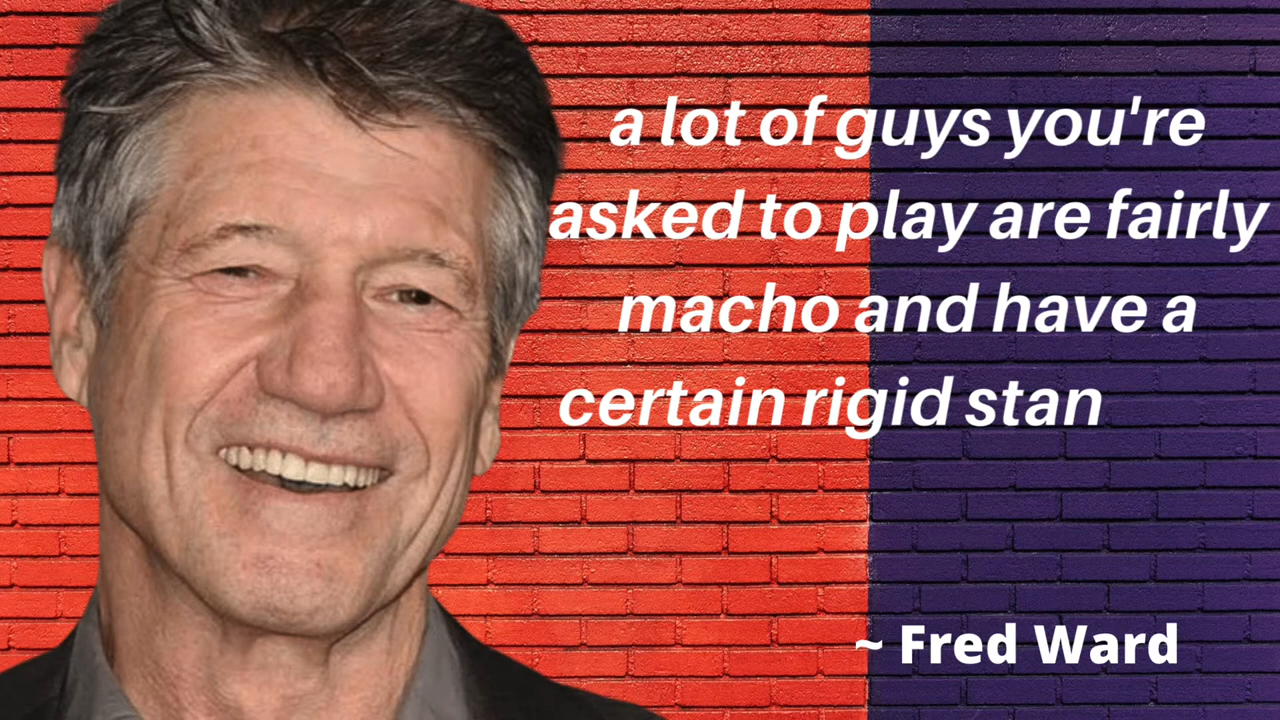 a lot of guys you're
asked to play are fairly
macho and have a
certain rigid stan
~ Fred Ward